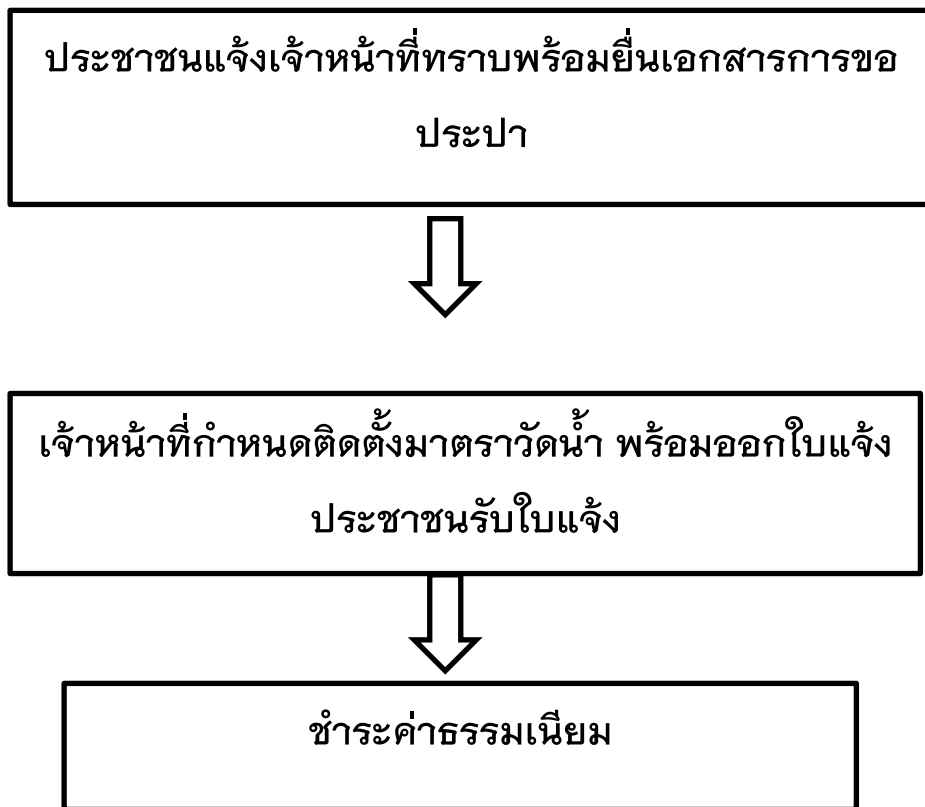 ประชาชนแจ้งเจ้าหน้าที่ทราบพร้อมยื่นเอกสารการขอ
ประปา
เจ้าหน้าที่กำหนดติดตั้งมาตราวัดน้ำ พร้อมออกใบแจ้ง
ประชาชนรับใบแจ้ง
ชำระค่าธรรมเนียม